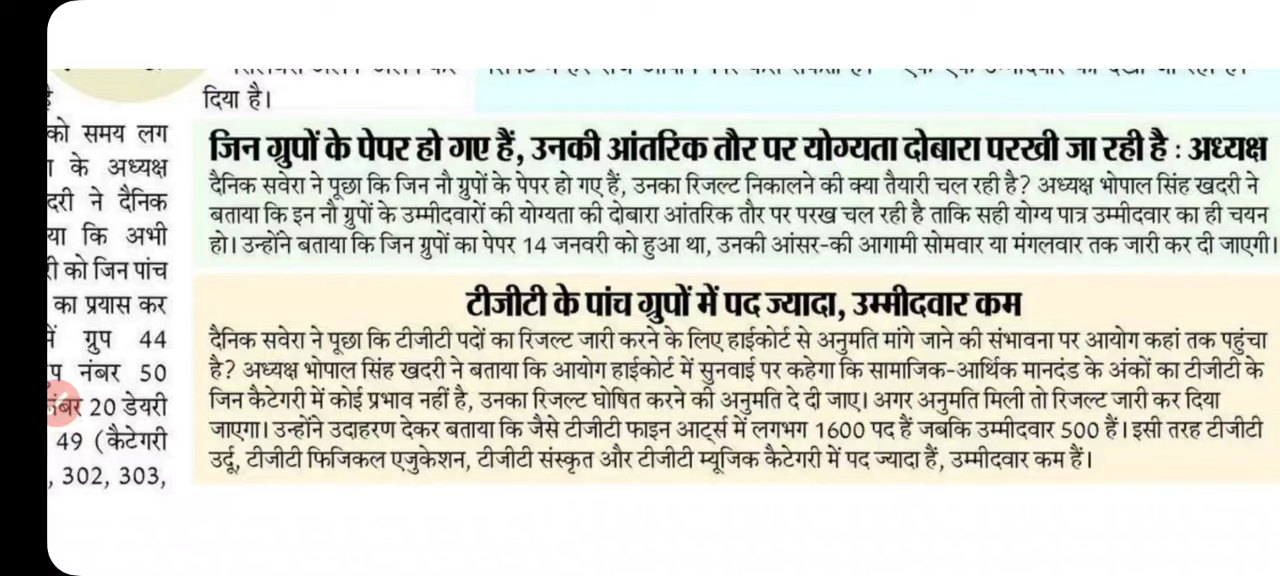 दिया है।
को समय लग
के अध्यक्ष
दरी ने दैनिक
या कि अभी
को जिन पांच
का प्रयास कर
ग्रुप 44
नंबर 50
20 डेयरी
49 (कैटेगरी
, 302, 303,
जिन ग्रुपों के पेपर हो गए हैं, उनकी आंतरिक तौर पर योग्यता दोबारा परखी जा रही है : अध्यक्ष
दैनिक सवेरा ने पूछा कि जिन नौ ग्रुपों के पेपर हो गए हैं, उनका रिजल्ट निकालने की क्या तैयारी चल रही है? अध्यक्ष भोपाल सिंह खदरी ने
बताया कि इन नौ ग्रुपों के उम्मीदवारों की योग्यता की दोबारा आंतरिक तौर पर परख चल रही है ताकि सही योग्य पात्र उम्मीदवार का ही चयन
हो। उन्होंने बताया कि जिन ग्रुपों का पेपर 14 जनवरी को हुआ था, उनकी आंसर-की आगामी सोमवार या मंगलवार तक जारी कर दी जाएगी।
टीजीटी के पांच ग्रुपों में पद ज्यादा, उम्मीदवार कम
दैनिक सवेरा ने पूछा कि टीजीटी पदों का रिजल्ट जारी करने के लिए हाईकोर्ट से अनुमति मांगे जाने की संभावना पर आयोग कहां तक पहुंचा
है? अध्यक्ष भोपाल सिंह खदरी ने बताया कि आयोग हाईकोर्ट में सुनवाई पर कहेगा कि सामाजिक-आर्थिक मानदंड के अंकों का टीजीटी के
जिन कैटेगरी में कोई प्रभाव नहीं है, उनका रिजल्ट घोषित करने की अनुमति दे दी जाए। अगर अनुमति मिली तो रिजल्ट जारी कर दिया
जाएगा। उन्होंने उदाहरण देकर बताया कि जैसे टीजीटी फाइन आर्ट्स में लगभग 1600 पद हैं जबकि उम्मीदवार 500 हैं। इसी तरह टीजीटी
उर्दू, टीजीटी फिजिकल एजुकेशन, टीजीटी संस्कृत और टीजीटी म्यूजिक कैटेगरी में पद ज्यादा हैं, उम्मीदवार कम हैं।